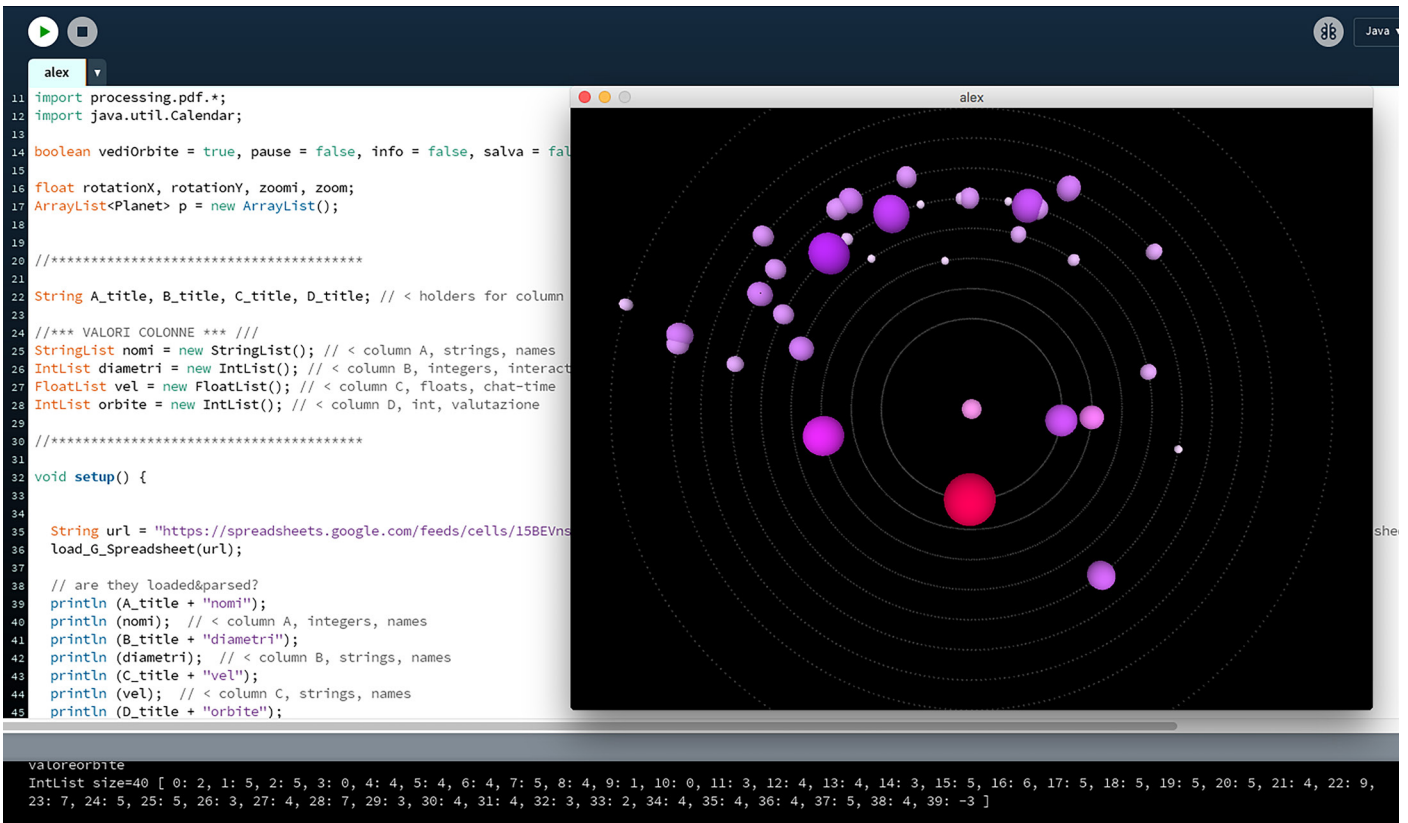 Java
alex
alex
11 import processing.pdf.*;
12 import java.util.Calendar;
13
14 boolean vediOrbite = true, pause = false, info = false, salva = fal
15
16 float rotationX, rotationY, zoomi, zoom;
17 ArrayList<Planet> p = new ArrayList();
18
19
20 //***************************************
21
22 String A_title, B_title, C_title, D_title; // < holders for column
23
24 //*** VALORI COLONNE *** ///
25 StringList nomi = new StringList(); // < column A, strings, names
26 IntList diametri = new IntList(); // < column B, integers, interact
27 FloatList vel = new FloatList(); // < column C, floats, chat-time
28 IntList orbite = new IntList(); // < column D, int, valutazione
29
30 //***************************************
31
32 void setup() {
33
34
35 String url = "https://spreadsheets.google.com/feeds/cells/15BEVns shee
36 load_G_Spreadsheet(url);
37
38 // are they loaded&parsed?
39 println (A_title + "nomi");
40 println (nomi); // < column A, integers, names
41 println (B_title + "diametri");
42 println (diametri); // < column B, strings, names
43 println (C_title + "vel");
44 println (vel); // < column C, strings, names
45 println (D_title + "orbite");
valoreorbite
IntList size=40 [ 0: 2, 1: 5, 2: 5, 3: 0, 4: 4, 5: 4, 6: 4, 7: 5, 8: 4, 9: 1, 10: 0, 11: 3, 12: 4, 13: 4, 14: 3, 15: 5, 16: 6, 17: 5, 18: 5, 19: 5, 20: 5, 21: 4, 22: 9,
23: 7, 24: 5, 25: 5, 26: 3, 27: 4, 28: 7, 29: 3, 30: 4, 31: 4, 32: 3, 33: 2, 34: 4, 35: 4, 36: 4, 37: 5, 38: 4, 39: -3 ]